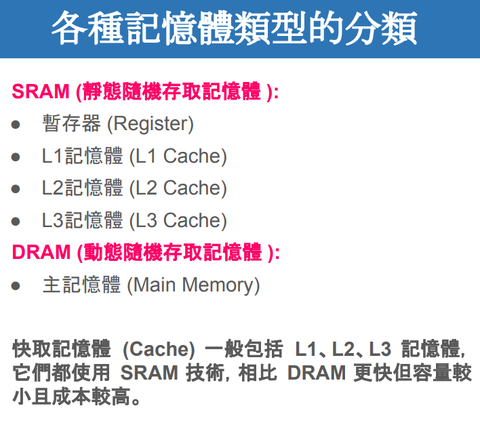 各種記憶體類型的分類
SRAM (靜態隨機存取記憶體 ):
● 暫存器 (Register)
● L1記憶體 (L1 Cache)
● L2記憶體 (L2 Cache)
● L3記憶體 (L3 Cache)
DRAM (動態隨機存取記憶體 ):
● 主記憶體 (Main Memory)
快取記憶體 (Cache) 一般包括 L1、L2、L3 記憶體,
它們都使用 SRAM 技術, 相比 DRAM 更快但容量較
小且成本較高。